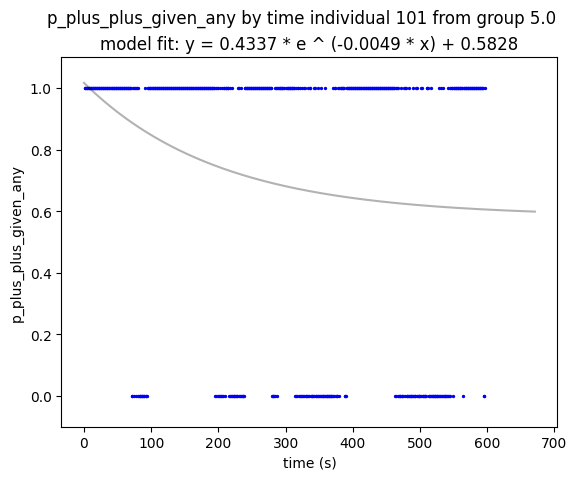 p_plus_plus_given_any by time individual 101 from group 5.0
model fit: y = 0.4337 * e ^ (-0.0049 * x) + 0.5828
p_plus_plus_given_any
1.0
0.8
0.6
0.4
0.2
0.0
0 100 200 300 400 500 600 700
time (s)